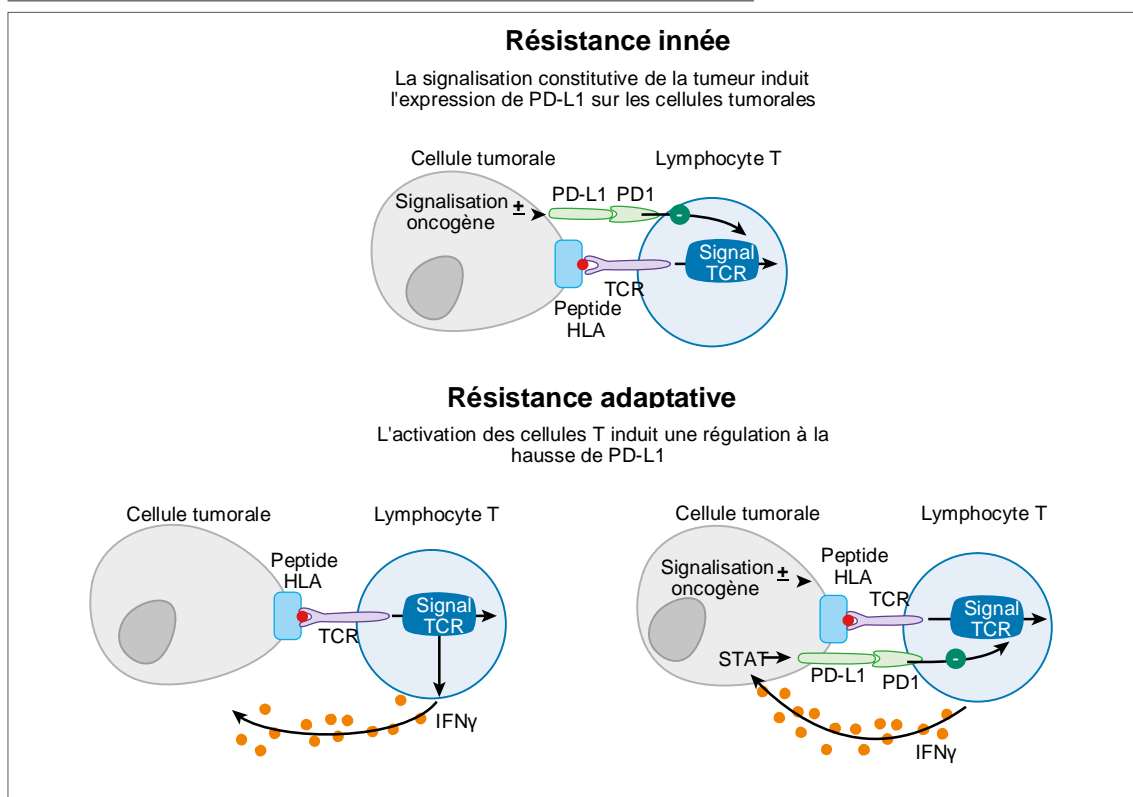 Résistance innée
La signalisation constitutive de la tumeur induit
l'expression de PD-L1 sur les cellules tumorales
Cellule tumorale
Lymphocyte T
PD-L1
PD1
Signalisation ±
oncogène
-
Signal
TCR
TCR
Peptide
HLA
Résistance adaptative
L'activation des cellules T induit une régulation à la
hausse de PD-L1
Cellule tumorale
Lymphocyte T
Peptide
HLA
Signal
TCR
TCR
IFNγ
Cellule tumorale
Lymphocyte T
Signalisation ±
oncogène
Peptide
HLA
TCR
Signal
TCR
STAT
-
PD-L1
PD1
IFNγ